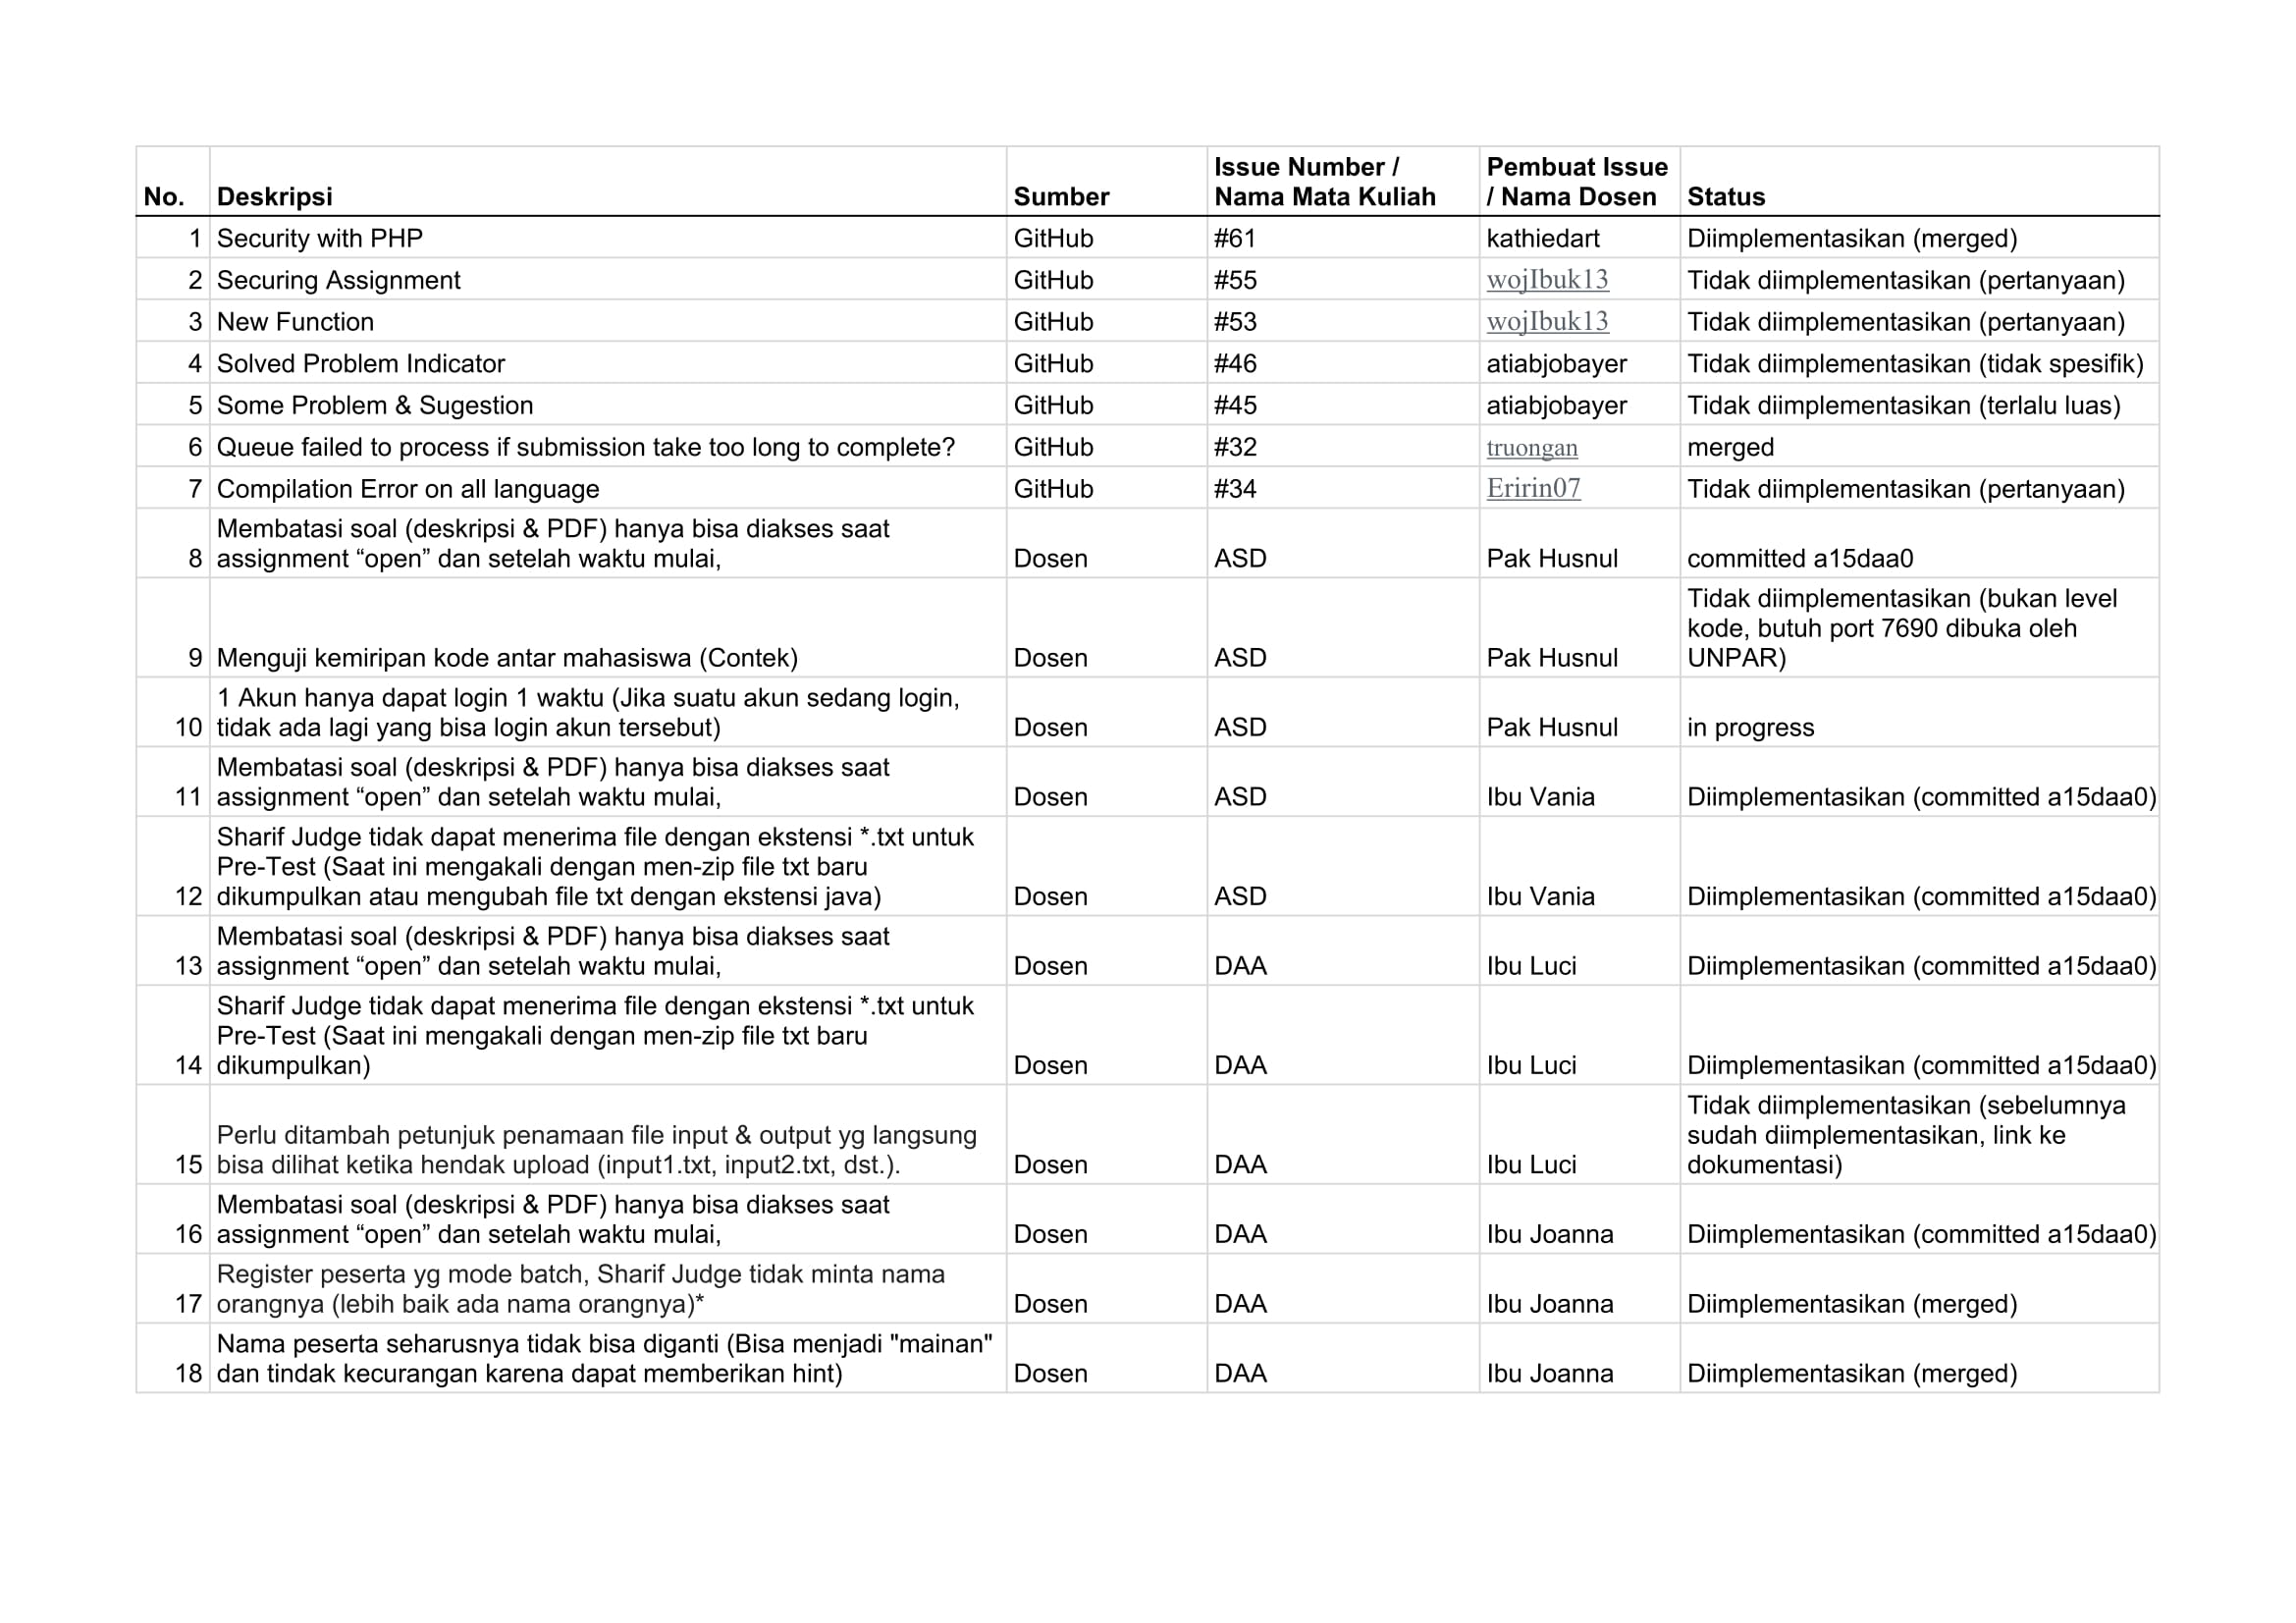 No. Deskripsi Sumber Issue Number / Nama Mata Kuliah Pembuat Issue / Nama Dosen Status
1 Security with PHP GitHub #61 kathiedart Diimplementasikan (merged)
2 Securing Assignment GitHub #55 wojIbuk13 Tidak diimplementasikan (pertanyaan)
3 New Function GitHub #53 wojIbuk13 Tidak diimplementasikan (pertanyaan)
4 Solved Problem Indicator GitHub #46 atiabjobayer Tidak diimplementasikan (tidak spesifik)
5 Some Problem & Sugestion GitHub #45 atiabjobayer Tidak diimplementasikan (terlalu luas)
6 Queue failed to process if submission take too long to complete? GitHub #32 truongan merged
7 Compilation Error on all language GitHub #34 Eririn07 Tidak diimplementasikan (pertanyaan)
Membatasi soal (deskripsi & PDF) hanya bisa diakses saat
8 assignment “open” dan setelah waktu mulai, Dosen ASD Pak Husnul committed a15daa0
Tidak diimplementasikan (bukan level
kode, butuh port 7690 dibuka oleh
9 Menguji kemiripan kode antar mahasiswa (Contek) Dosen ASD Pak Husnul UNPAR)
1 Akun hanya dapat login 1 waktu (Jika suatu akun sedang login,
10 tidak ada lagi yang bisa login akun tersebut) Dosen ASD Pak Husnul in progress
Membatasi soal (deskripsi & PDF) hanya bisa diakses saat
11 assignment “open” dan setelah waktu mulai, Dosen ASD Ibu Vania Diimplementasikan (committed a15daa0)
Sharif Judge tidak dapat menerima file dengan ekstensi *.txt untuk
Pre-Test (Saat ini mengakali dengan men-zip file txt baru
12 dikumpulkan atau mengubah file txt dengan ekstensi java) Dosen ASD Ibu Vania Diimplementasikan (committed a15daa0)
Membatasi soal (deskripsi & PDF) hanya bisa diakses saat
13 assignment “open” dan setelah waktu mulai, Dosen DAA Ibu Luci Diimplementasikan (committed a15daa0)
Sharif Judge tidak dapat menerima file dengan ekstensi *.txt untuk
Pre-Test (Saat ini mengakali dengan men-zip file txt baru
14 dikumpulkan) Dosen DAA Ibu Luci Diimplementasikan (committed a15daa0)
Tidak diimplementasikan (sebelumnya
Perlu ditambah petunjuk penamaan file input & output yg langsung sudah diimplementasikan, link ke
15 bisa dilihat ketika hendak upload (input1.txt, input2.txt, dst.). Dosen DAA Ibu Luci dokumentasi)
Membatasi soal (deskripsi & PDF) hanya bisa diakses saat
16 assignment “open” dan setelah waktu mulai, Dosen DAA Ibu Joanna Diimplementasikan (committed a15daa0)
Register peserta yg mode batch, Sharif Judge tidak minta nama
17 orangnya (lebih baik ada nama orangnya)* Dosen DAA Ibu Joanna Diimplementasikan (merged)
Nama peserta seharusnya tidak bisa diganti (Bisa menjadi "mainan"
18 dan tindak kecurangan karena dapat memberikan hint) Dosen DAA Ibu Joanna Diimplementasikan (merged)